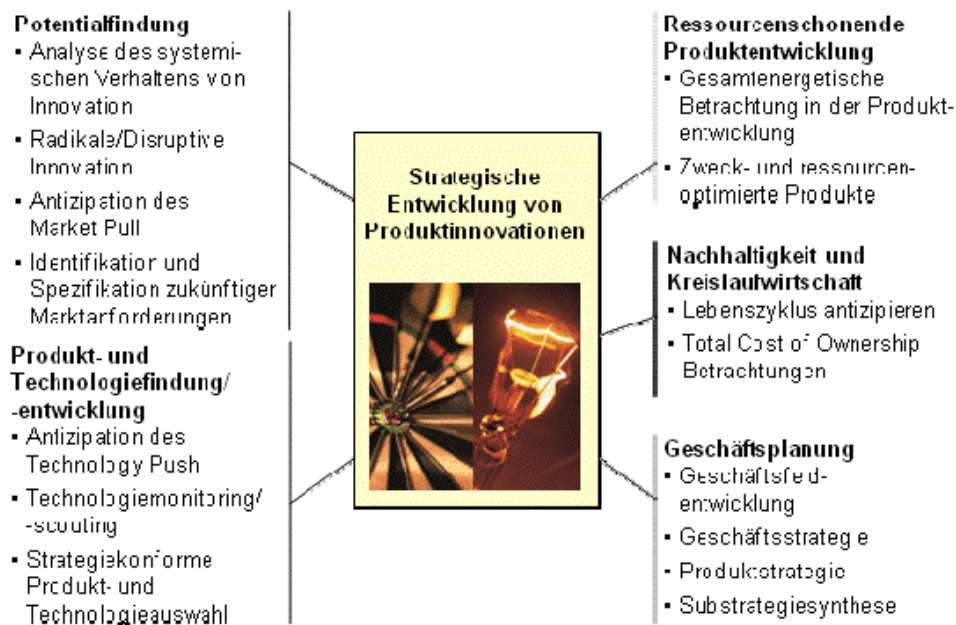 Potentialfindung
▪ Analyse des systemi-
schen Verhaltens von
Innovation
▪ Radikale/Disruptive
Innovation
▪ Antizipation des
Market Pull
▪ Identifikation und
Spezifikation zukünftiger
Marktanforderungen
Produkt- und
Technologiefindung/
-entwicklung
▪ Antizipation des
Technology Push
▪ Technologiemonitoring/
-scouting
▪ Strategiekonforme
Produkt- und
Technologieauswahl
Strategische
Entwicklung von
Produktinnovationen
Ressourcenschonende
Produktentwicklung
▪ Gesamtenergetische
Betrachtung in der Produkt-
entwicklung
▪ Zweck- und ressourcen-
optimierte Produkte
Nachhaltigkeit und
Kreislaufwirtschaft
▪ Lebenszyklus antizipieren
▪ Total Cost of Ownership
Betrachtungen
Geschäftsplanung
▪ Geschäftsfeld-
entwicklung
▪ Geschäftsstrategie
▪ Produktstrategie
▪ Substrategiesynthese